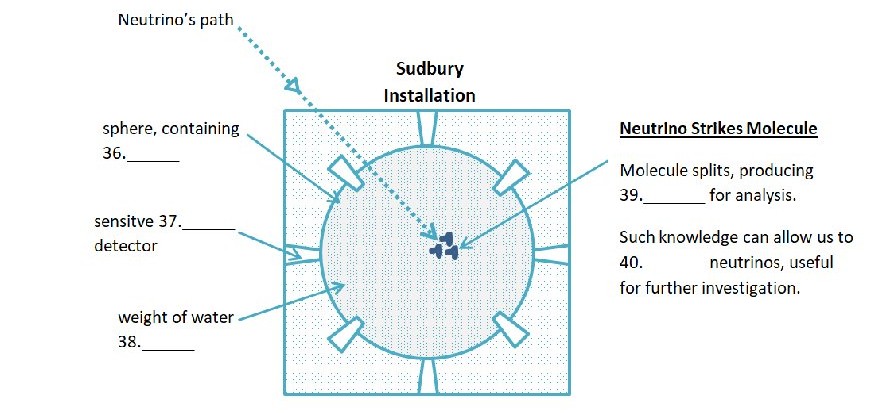 Neutrino's path
Sudbury
Installation
sphere, containing
36.______
sensitve 37.______
detector
weight of water
38.______
Neutrino Strikes Molecule
Molecule splits, producing
39._______ for analysis.
Such knowledge can allow us to
40. neutrinos, useful
for further investigation.